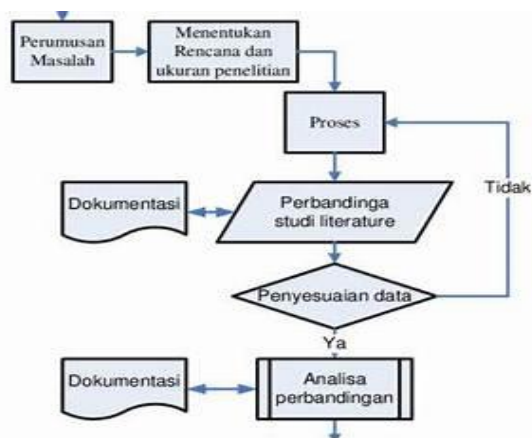 Perumusan
Masalah
Menentukan
Rencana dan
ukuran penelitian
Proses
Tidak
Dokumentasi
Perbandinga
studi literature
Penyesuaian data
Ya
Dokumentasi
Analisa
perbandingan